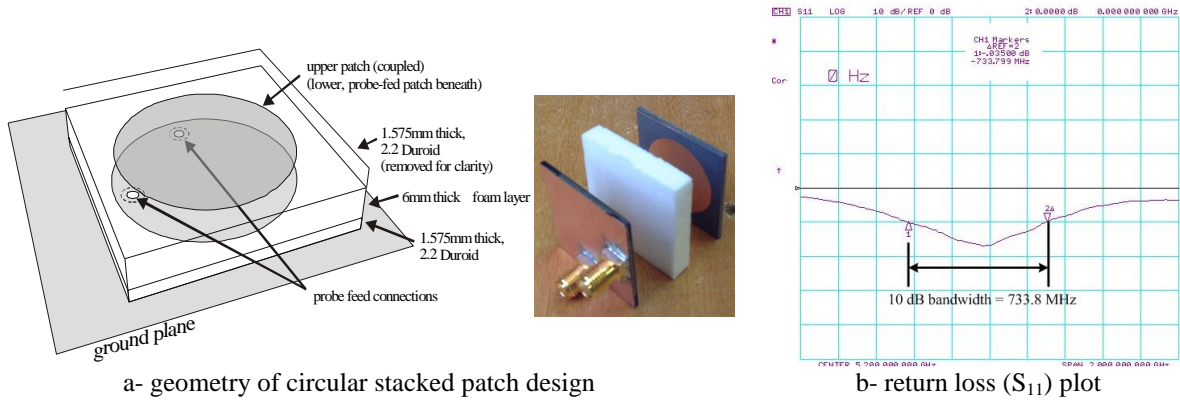 upper patch (coupled)
(lower, probe-fed patch beneath)
1.575mm thick,
2.2 Duroid
(removed for clarity)
6mm thick foam layer
1.575mm thick,
2.2 Duroid
probe feed connections
ground plane
a- geometry of circular stacked patch design
CH1 S11 LOG 10 dB/REF 0 dB 2:0.0000 dB 0.000 000 000 GHz
*
CH1 Markers
ΔREF=2
1:-.03500 dB
-733.799 MHz
Cor
0 Hz
1
2Δ
10 dB bandwidth = 733.8 MHz
CENTER 5.200 000 000 GHz SPAN 2.000 000 000 GHz
b- return loss (S₁₁) plot